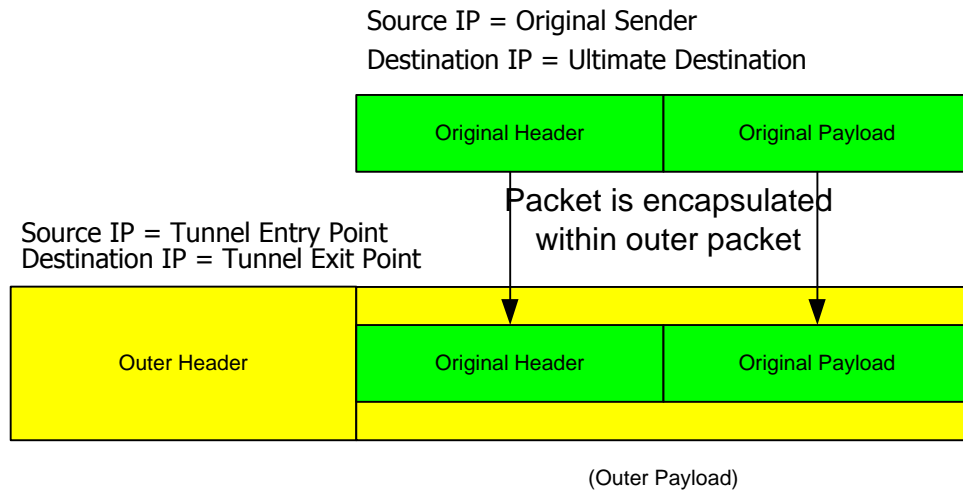 Source IP = Original Sender
Destination IP = Ultimate Destination
Original Header
Original Payload
Packet is encapsulated
within outer packet
Source IP = Tunnel Entry Point
Destination IP = Tunnel Exit Point
Outer Header
Original Header
Original Payload
(Outer Payload)